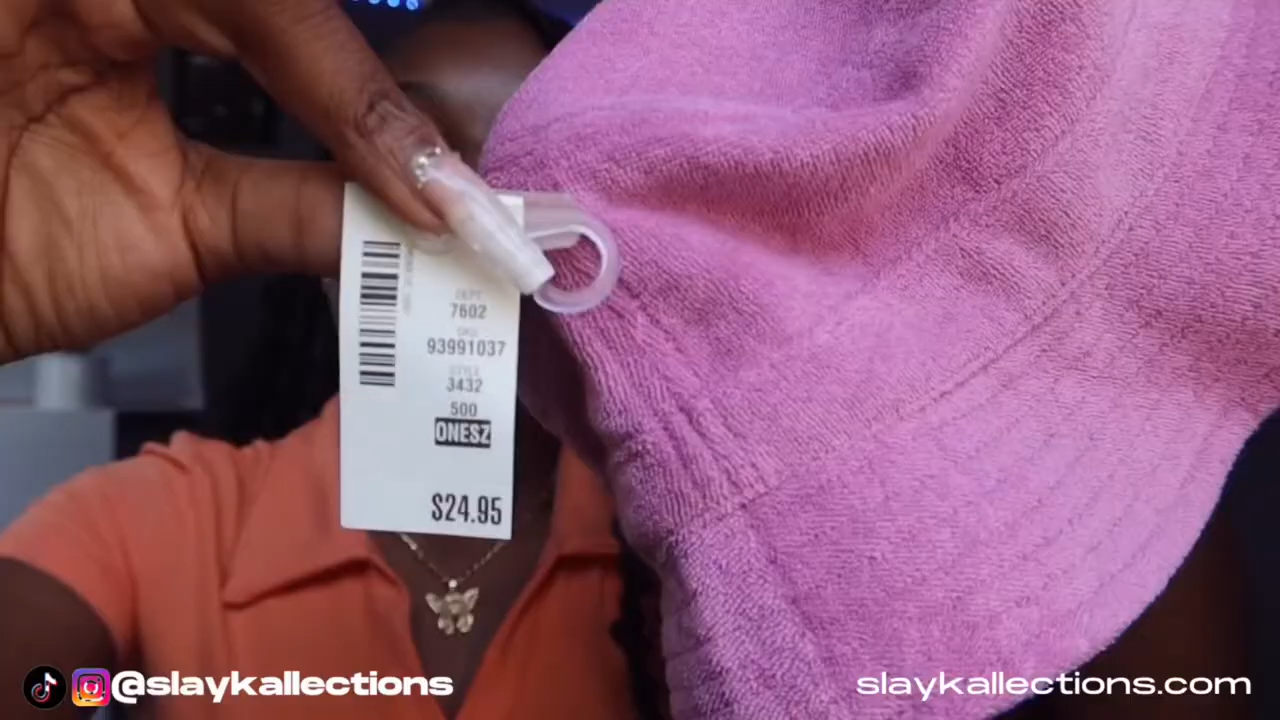 DEPT
7602
SKU
93991037
STYLE
3432
500
ONESZ
$24.95
@slaykallections
slaykallections.com